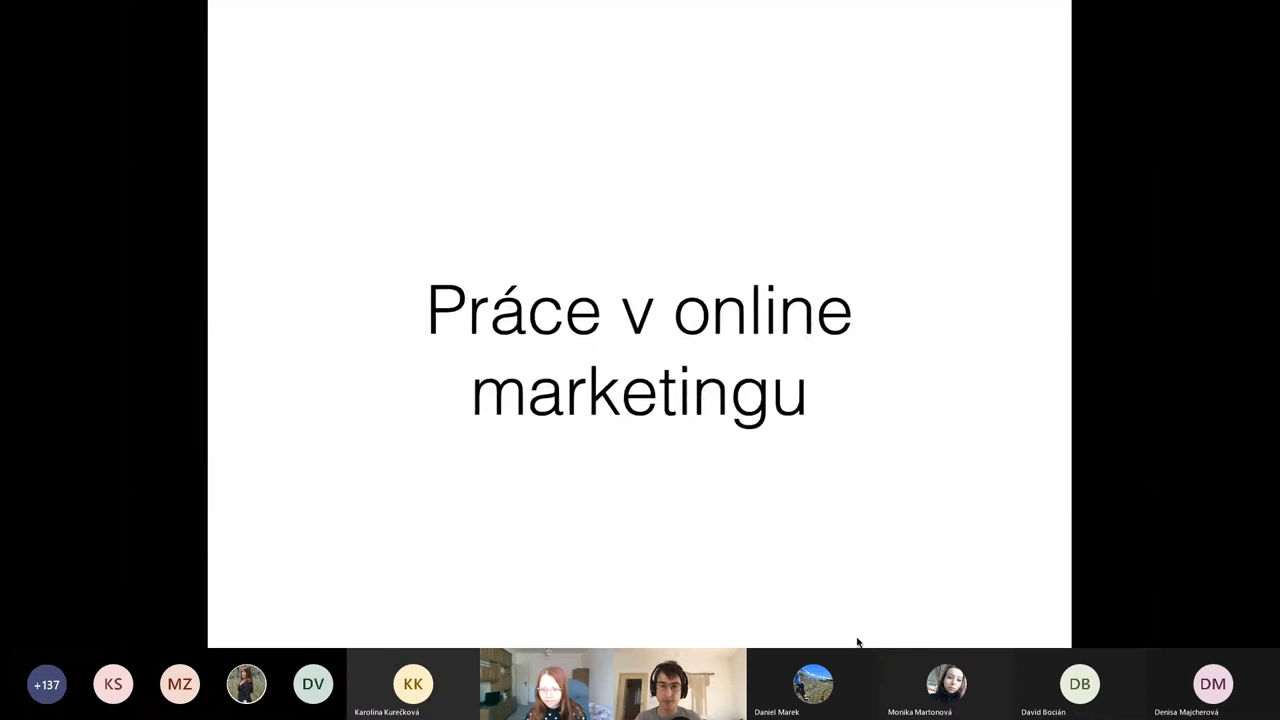 Práce v online
marketingu
+137
KS
MZ
DV
KK
DB
DM
Karolína Kurečková
Daniel Marek
Monika Martonová
David Bocián
Denisa Majcherová